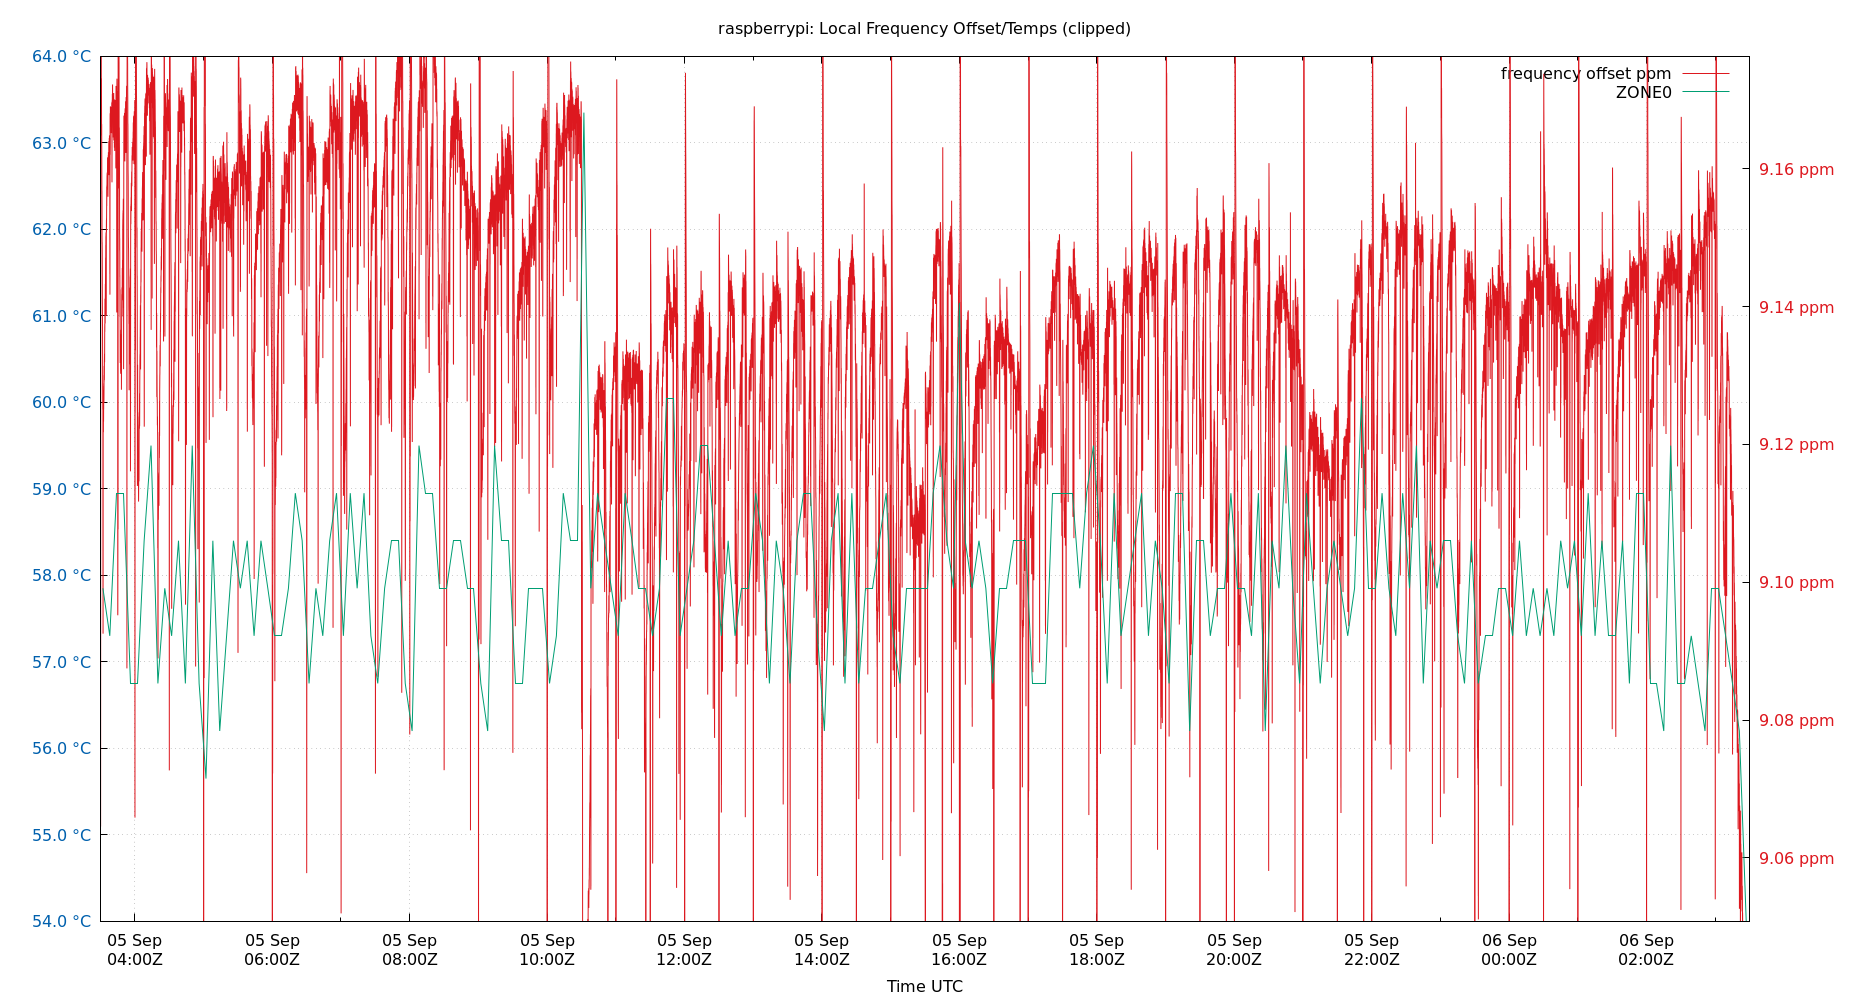 raspberrypi: Local Frequency Offset/Temps (clipped)
frequency offset ppm
ZONE0
64.0 °C
63.0 °C
62.0 °C
61.0 °C
60.0 °C
59.0 °C
58.0 °C
57.0 °C
56.0 °C
55.0 °C
54.0 °C
9.16 ppm
9.14 ppm
9.12 ppm
9.10 ppm
9.08 ppm
9.06 ppm
05 Sep
04:00Z
05 Sep
06:00Z
05 Sep
08:00Z
05 Sep
10:00Z
05 Sep
12:00Z
05 Sep
14:00Z
05 Sep
16:00Z
05 Sep
18:00Z
05 Sep
20:00Z
05 Sep
22:00Z
06 Sep
00:00Z
06 Sep
02:00Z
Time UTC